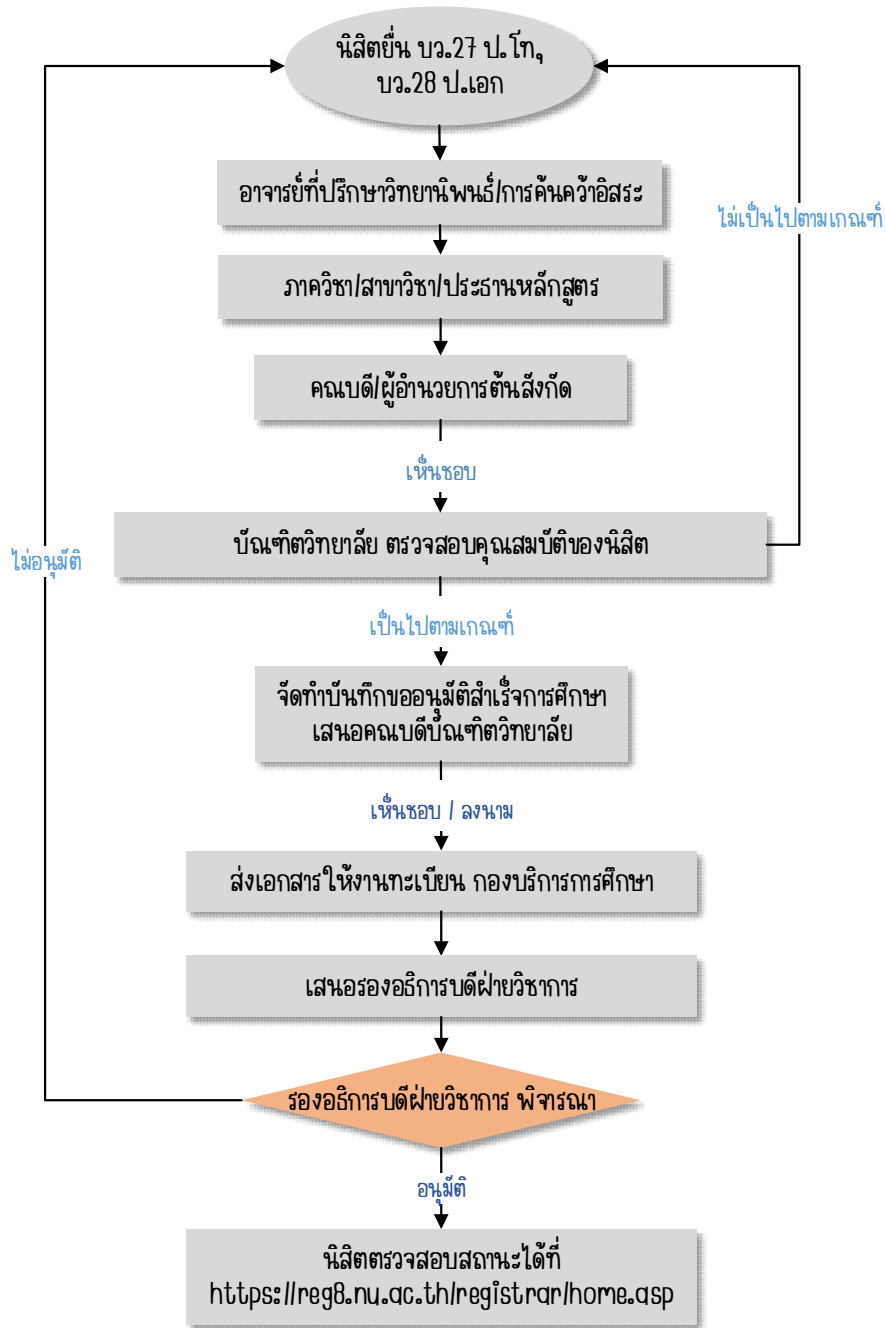 นิสิตยื่น บว.27 ป.โท,
บว.28 ป.เอก
อาจารย์ที่ปรึกษาวิทยานิพนธ์/การค้นคว้าอิสระ
ไม่เป็นไปตามเกณฑ์
ภาควิชา/สาขาวิชา/ประธานหลักสูตร
คณบดี/ผู้อำนวยการต้นสังกัด
เห็นชอบ
บัณฑิตวิทยาลัย ตรวจสอบคุณสมบัติของนิสิต
ไม่อนุมัติ
เป็นไปตามเกณฑ์
จัดทำบันทึกขออนุมัติสำเร็จการศึกษา
เสนอคณบดีบัณฑิตวิทยาลัย
เห็นชอบ / ลงนาม
ส่งเอกสารให้งานทะเบียน กองบริการการศึกษา
เสนอรองอธิการบดีฝ่ายวิชาการ
รองอธิการบดีฝ่ายวิชาการ พิจารณา
อนุมัติ
นิสิตตรวจสอบสถานะได้ที่
https://reg8.nu.ac.th/registrar/home.asp